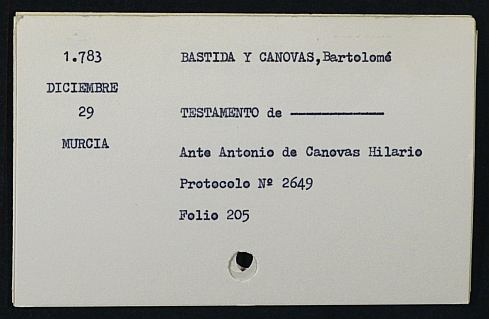 1.783 BASTIDA Y CANOVAS,Bartolomé
DICIEMBRE
29 TESTAMENTO de ————————
MURCIA
Ante Antonio de Canovas Hilario
Protocolo Nº 2649
Folio 205